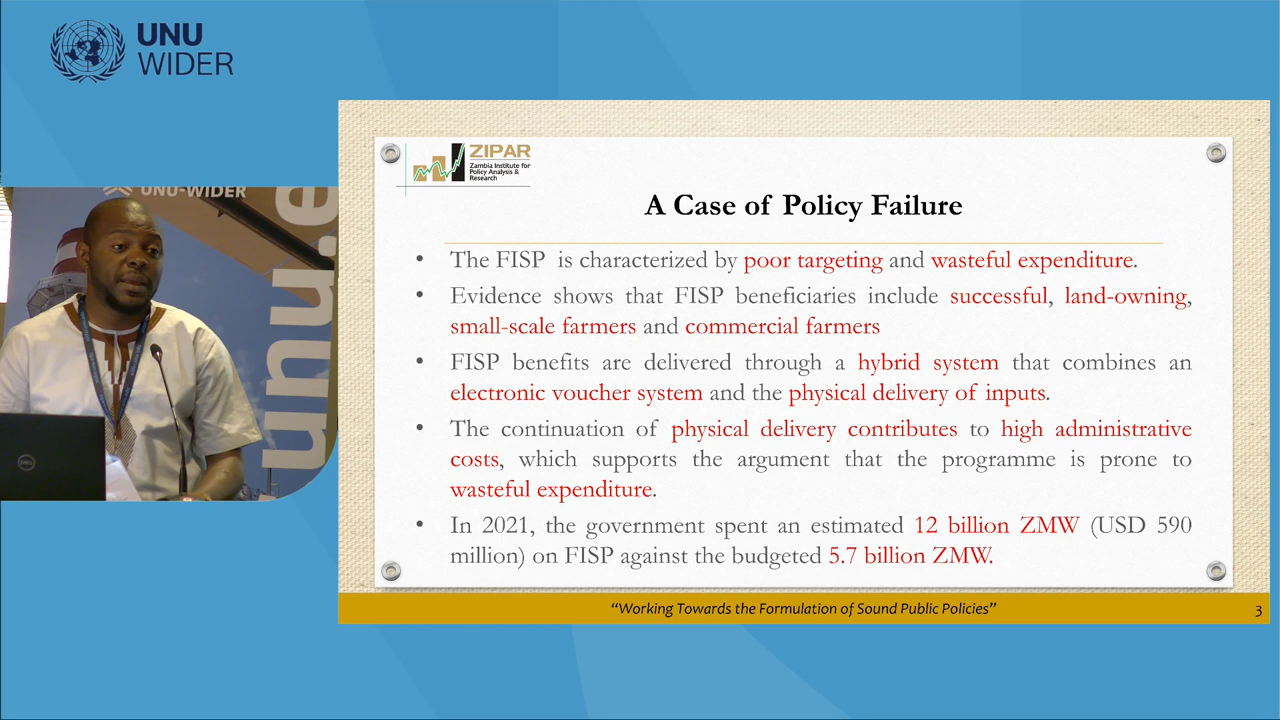 UNU
WIDER
UNU-WIDER
unu.e
ZIPAR
Zambia Institute for
Policy Analysis &
Research
A Case of Policy Failure
• The FISP is characterized by poor targeting and wasteful expenditure.
• Evidence shows that FISP beneficiaries include successful, land-owning,
small-scale farmers and commercial farmers
• FISP benefits are delivered through a hybrid system that combines an
electronic voucher system and the physical delivery of inputs.
• The continuation of physical delivery contributes to high administrative
costs, which supports the argument that the programme is prone to
wasteful expenditure.
• In 2021, the government spent an estimated 12 billion ZMW (USD 590
million) on FISP against the budgeted 5.7 billion ZMW.
“Working Towards the Formulation of Sound Public Policies”
3